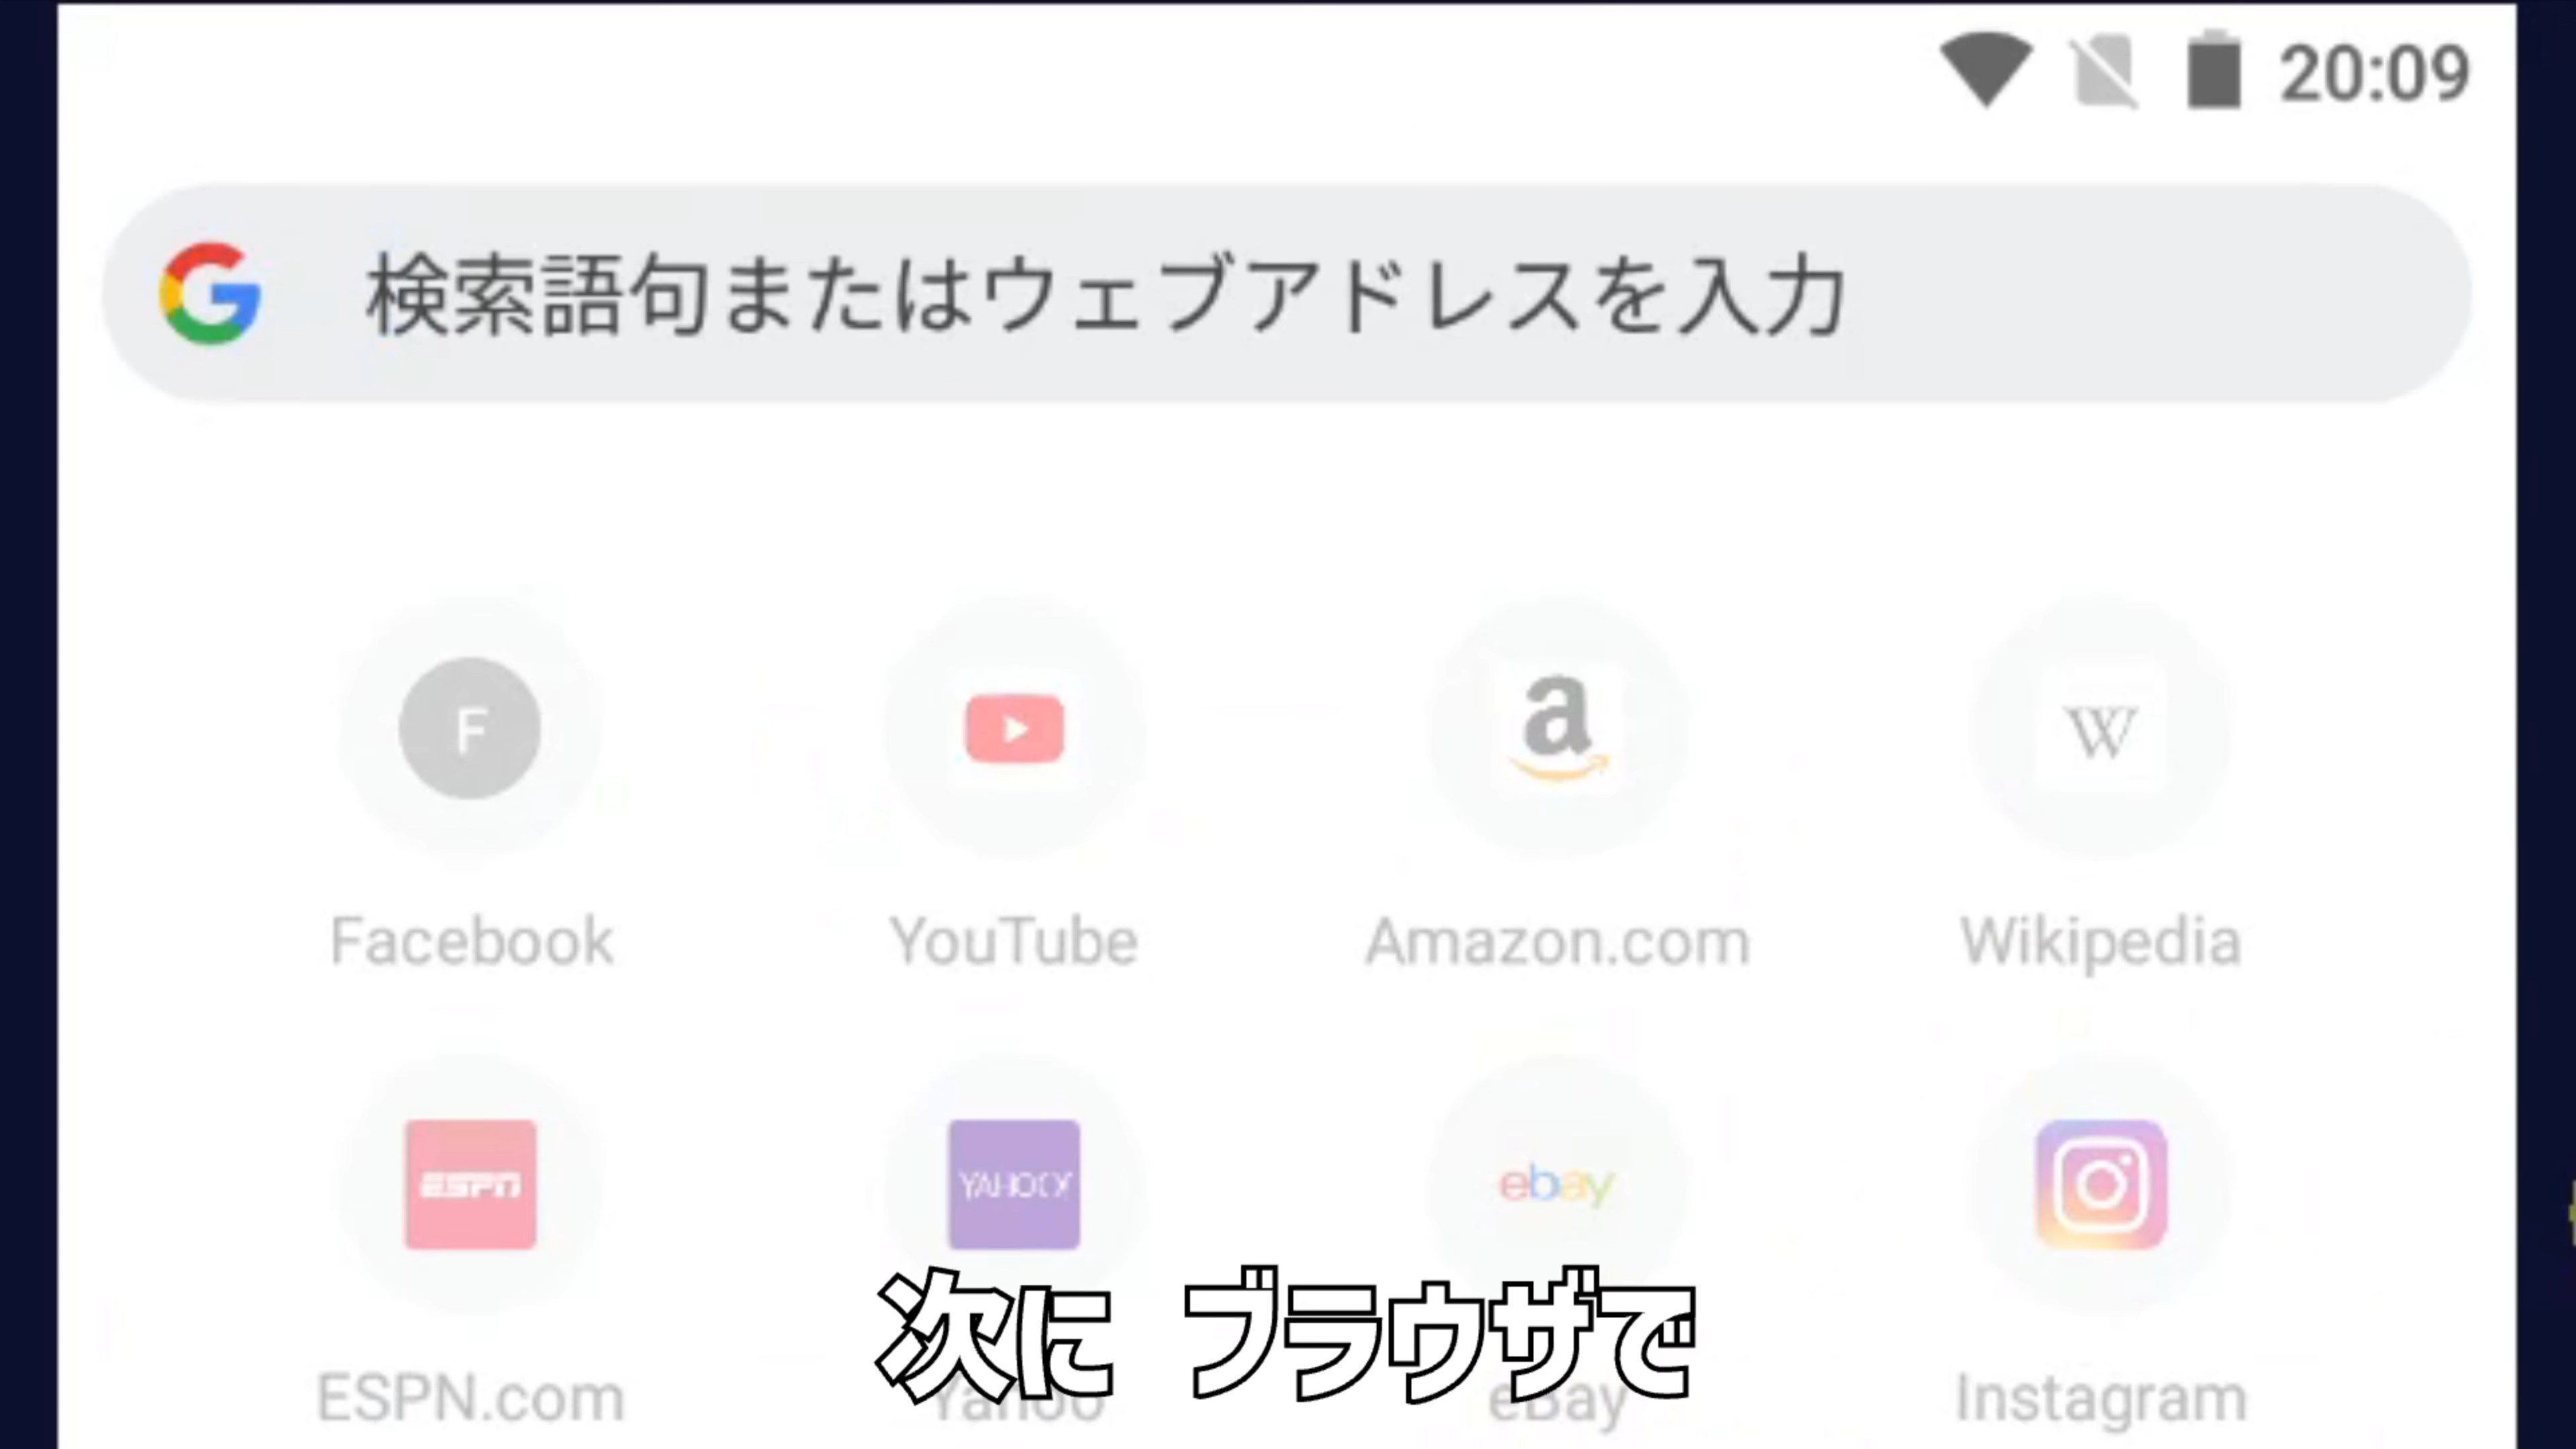 20:09
検索語句またはウェブアドレスを入力
F
a
W
Facebook YouTube Amazon.com Wikipedia
ESPN YAHOO! ebay
次に ブラウザで
ESPN.com Yahoo eBay Instagram